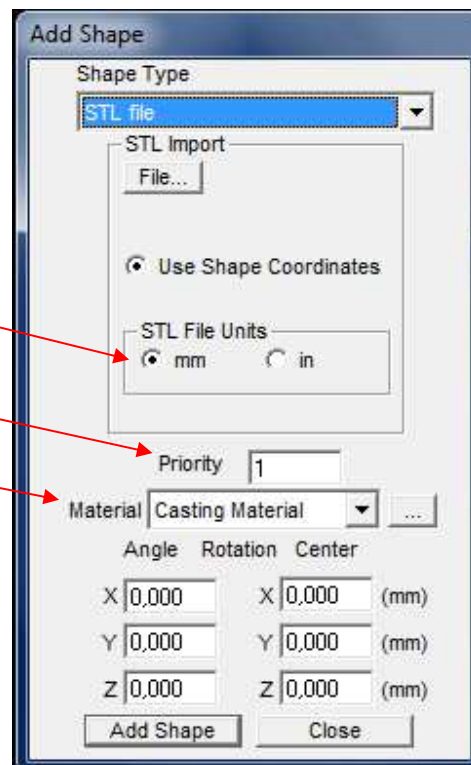 Add Shape
Shape Type
STL file
STL Import
File...
Use Shape Coordinates
STL File Units
mm in
Priority 1
Material Casting Material ...
Angle Rotation Center
X 0,000 X 0,000 (mm)
Y 0,000 Y 0,000 (mm)
Z 0,000 Z 0,000 (mm)
Add Shape Close